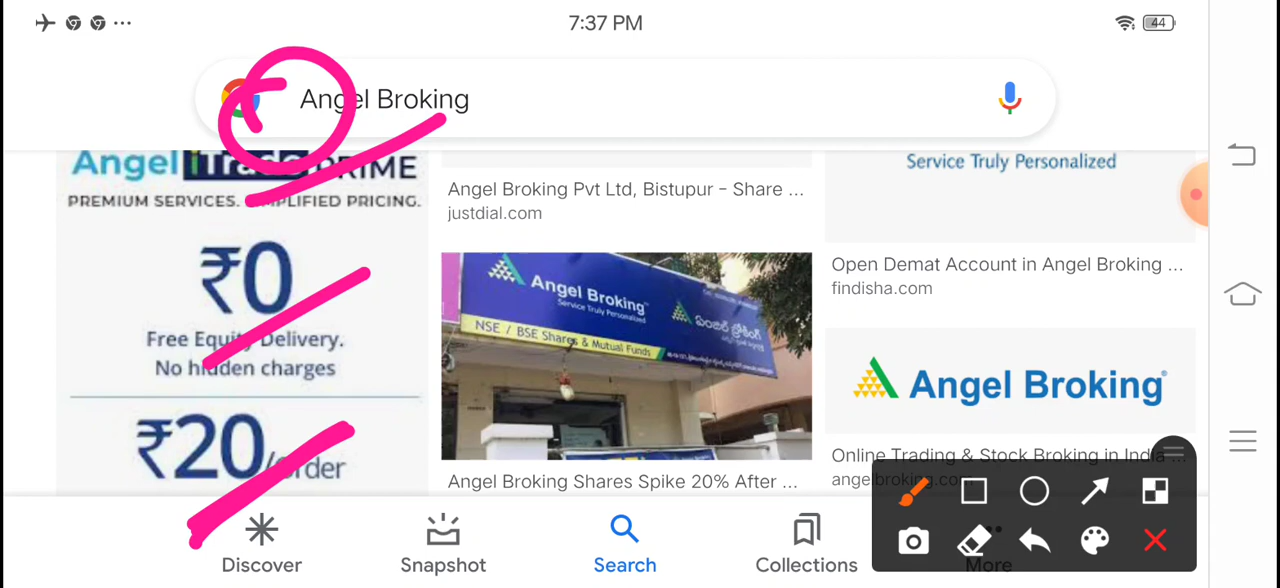 7:37 PM
44
Angel Broking
Angel iTrade PRIME
PREMIUM SERVICES. SIMPLIFIED PRICING.
₹0
Free Equity Delivery.
No hidden charges
₹20/order
Angel Broking Pvt Ltd, Bistupur - Share ...
justdial.com
Angel Broking
Service Truly Personalized
NSE / BSE Shares & Mutual Funds
ఏంజెల్ బ్రోకింగ్
Angel Broking Shares Spike 20% After ...
Service Truly Personalized
Open Demat Account in Angel Broking ...
findisha.com
Angel Broking
Online Trading & Stock Broking in India ...
angelbroking.com
Discover
Snapshot
Search
Collections
More